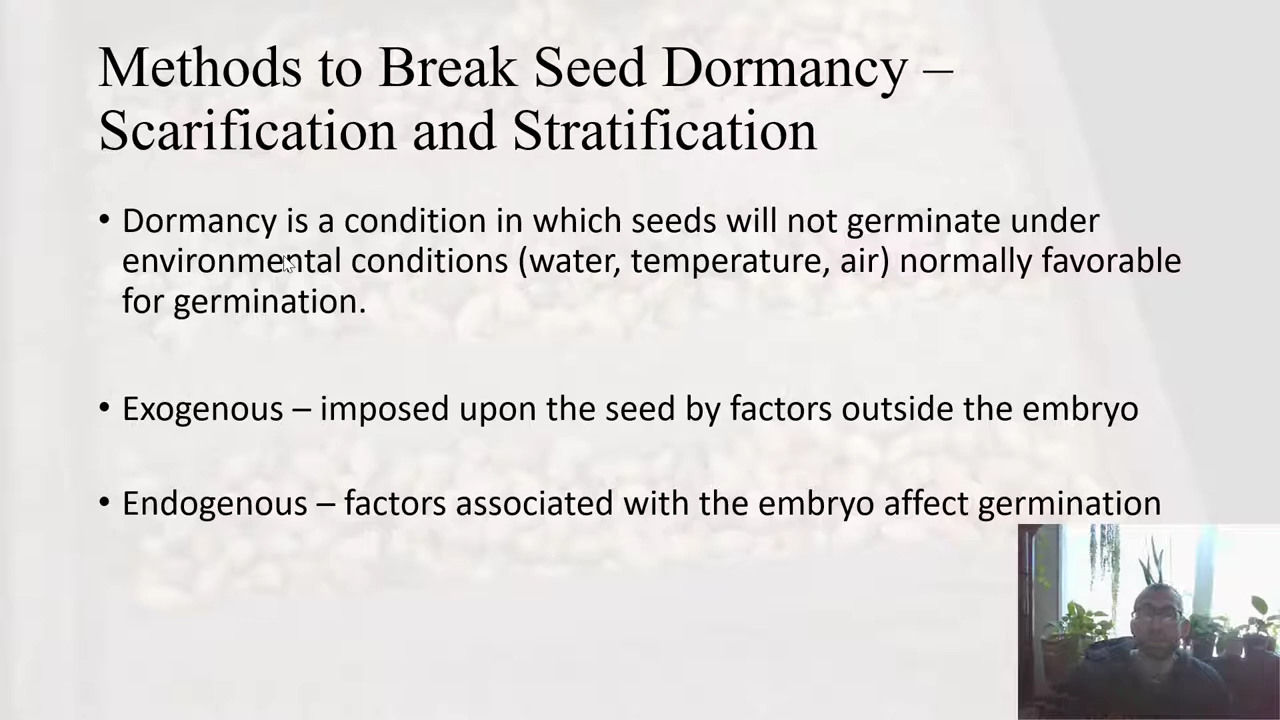 Methods to Break Seed Dormancy –
Scarification and Stratification
• Dormancy is a condition in which seeds will not germinate under
environmental conditions (water, temperature, air) normally favorable
for germination.
• Exogenous – imposed upon the seed by factors outside the embryo
• Endogenous – factors associated with the embryo affect germination